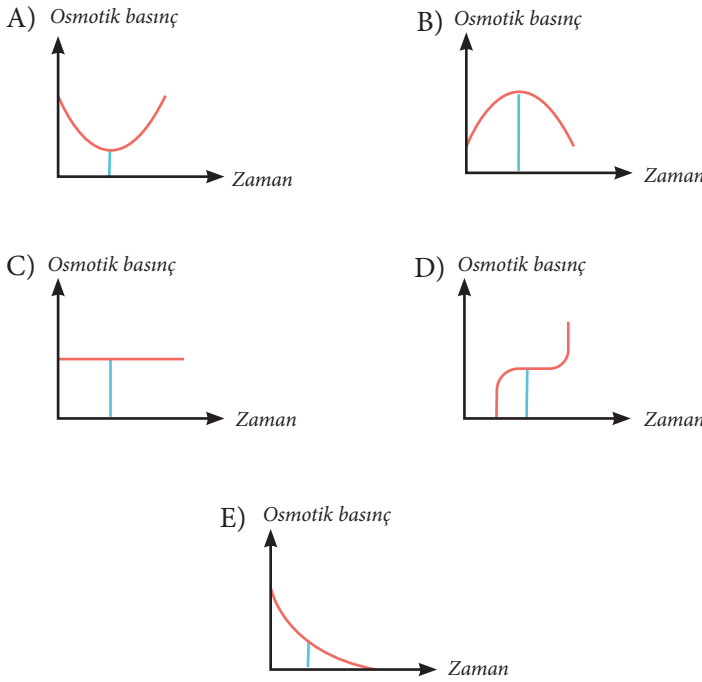 A) Osmotik basınç
Zaman
B) Osmotik basınç
Zaman
C) Osmotik basınç
Zaman
D) Osmotik basınç
Zaman
E) Osmotik basınç
Zaman